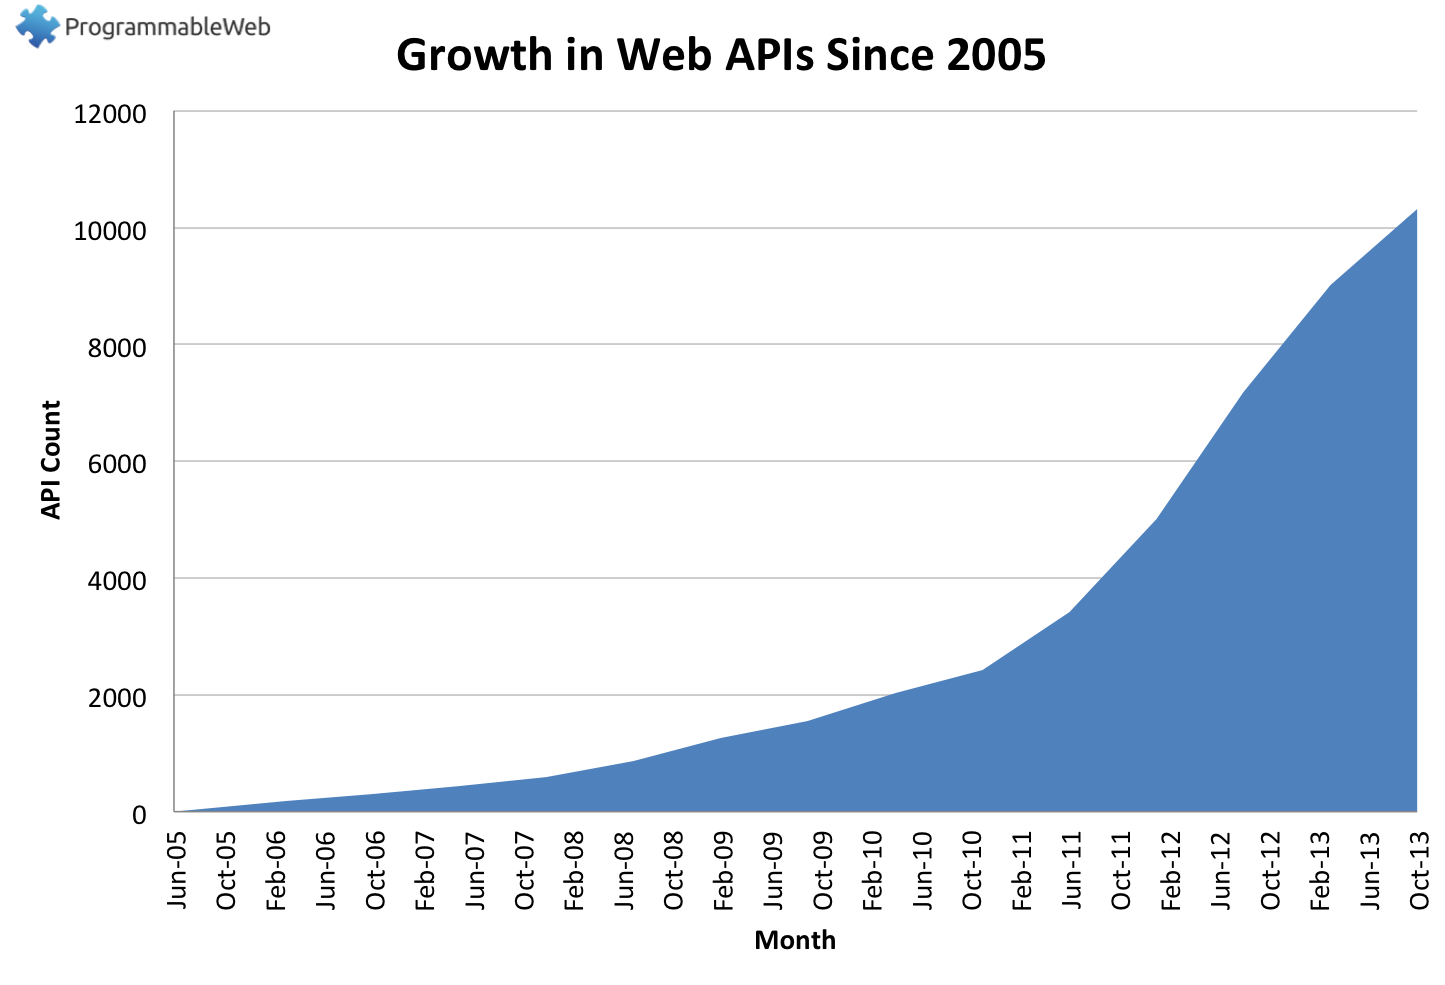 ProgrammableWeb
Growth in Web APIs Since 2005
12000
10000
8000
6000
4000
2000
0
API Count
Jun-05
Oct-05
Feb-06
Jun-06
Oct-06
Feb-07
Jun-07
Oct-07
Feb-08
Jun-08
Oct-08
Feb-09
Jun-09
Oct-09
Feb-10
Jun-10
Oct-10
Feb-11
Jun-11
Oct-11
Feb-12
Jun-12
Oct-12
Feb-13
Jun-13
Oct-13
Month